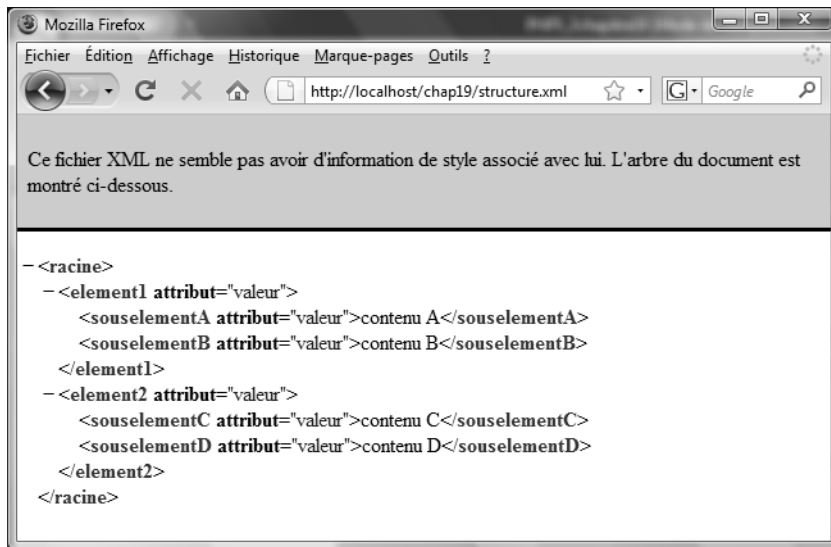 Mozilla Firefox
Fichier Édition Affichage Historique Marque-pages Outils ?
http://localhost/chap19/structure.xml G Google
Ce fichier XML ne semble pas avoir d'information de style associé avec lui. L'arbre du document est
montré ci-dessous.
– <racine>
– <element1 attribut="valeur">
<souselementA attribut="valeur">contenu A</souselementA>
<souselementB attribut="valeur">contenu B</souselementB>
</element1>
– <element2 attribut="valeur">
<souselementC attribut="valeur">contenu C</souselementC>
<souselementD attribut="valeur">contenu D</souselementD>
</element2>
</racine>